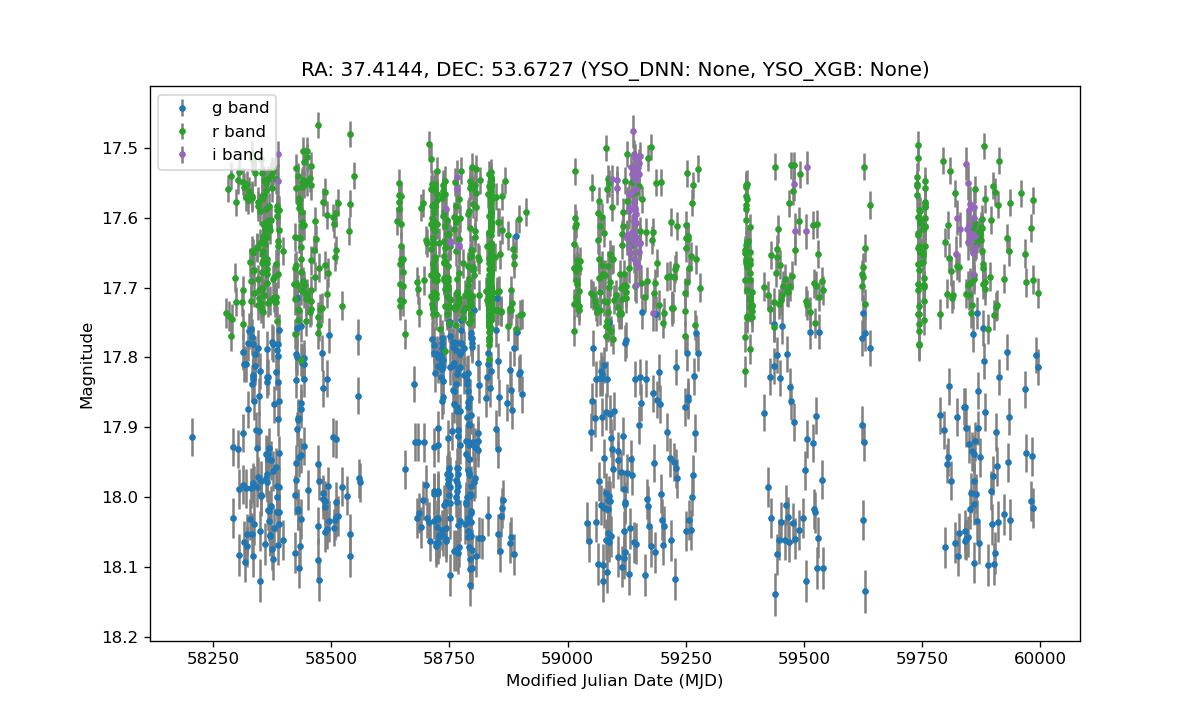 RA: 37.4144, DEC: 53.6727 (YSO_DNN: None, YSO_XGB: None)
g band
r band
i band
17.5
17.6
17.7
17.8
17.9
18.0
18.1
18.2
Magnitude
58250 58500 58750 59000 59250 59500 59750 60000
Modified Julian Date (MJD)